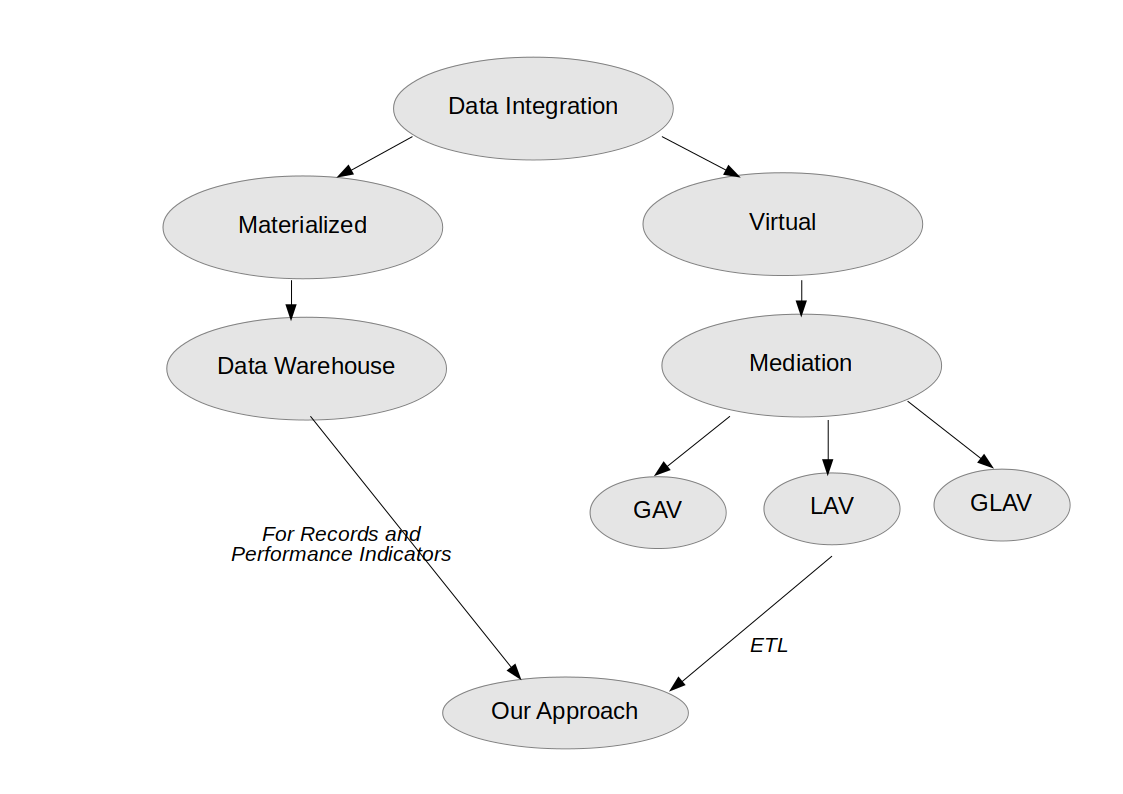 Data Integration
Materialized
Virtual
Data Warehouse
Mediation
GAV
LAV
GLAV
For Records and
Performance Indicators
ETL
Our Approach